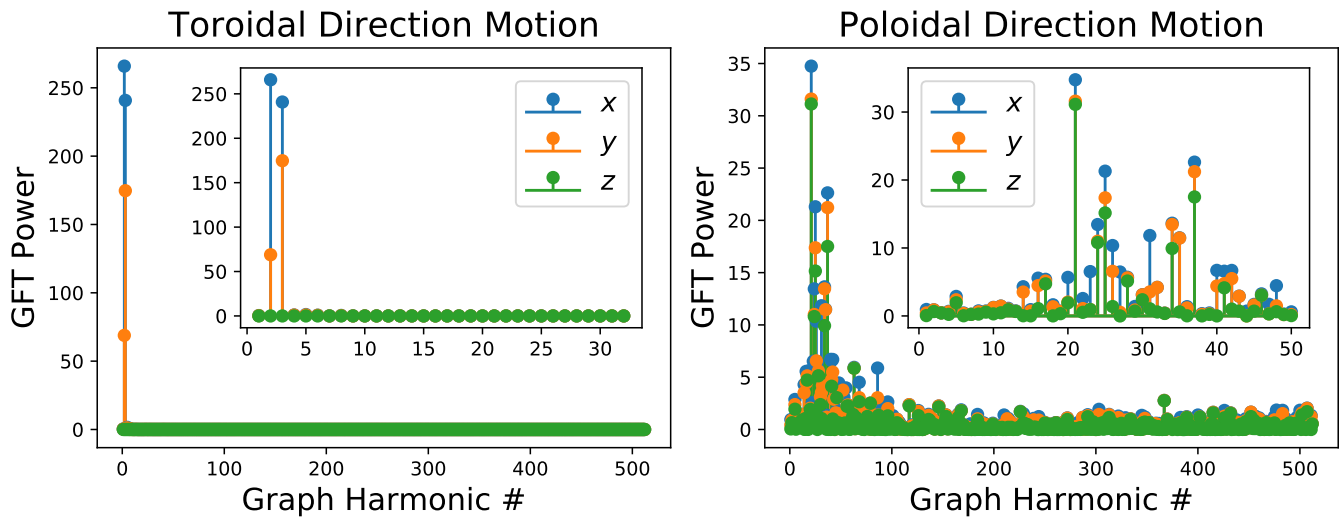 Toroidal Direction Motion
GFT Power
250
200
150
100
50
0
0 100 200 300 400 500
Graph Harmonic #
250
200
150
100
50
0
0 5 10 15 20 25 30
x
y
z
Poloidal Direction Motion
GFT Power
35
30
25
20
15
10
5
0
0 100 200 300 400 500
Graph Harmonic #
30
20
10
0
0 10 20 30 40 50
x
y
z